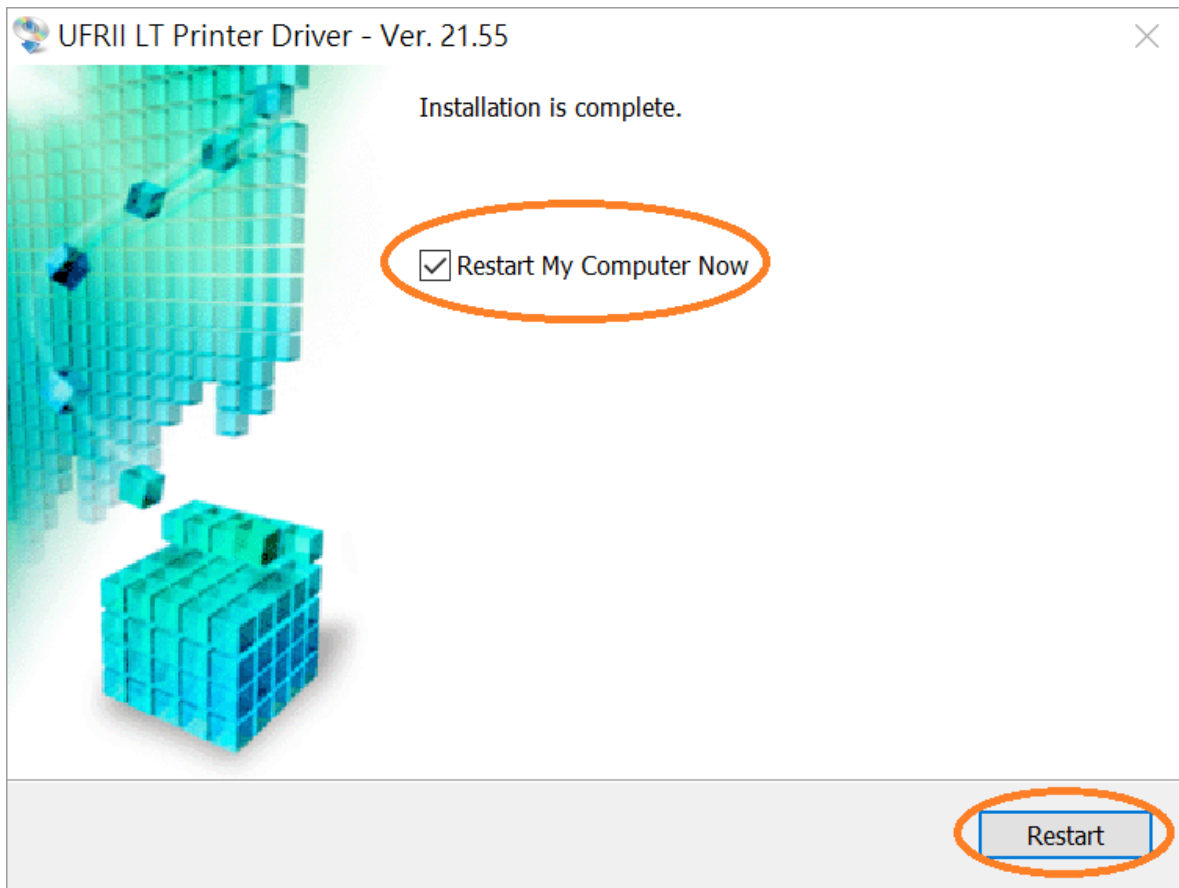 UFRII LT Printer Driver - Ver. 21.55
Installation is complete.
Restart My Computer Now
Restart